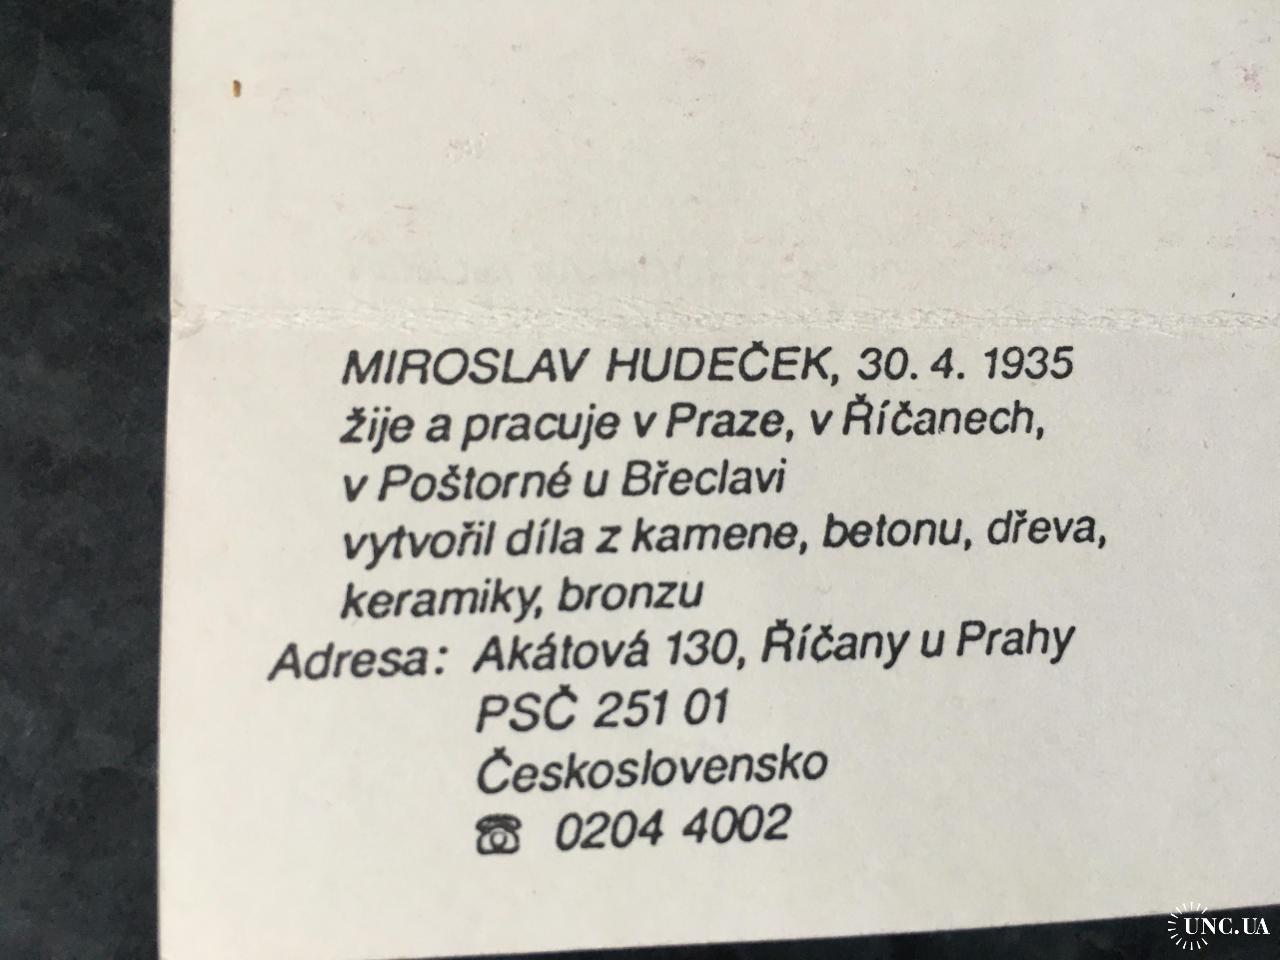 MIROSLAV HUDEČEK, 30. 4. 1935
žije a pracuje v Praze, v Říčanech,
v Poštorné u Břeclavi
vytvořil díla z kamene, betonu, dřeva,
keramiky, bronzu
Adresa: Akátová 130, Říčany u Prahy
PSČ 251 01
Československo
☎ 0204 4002
UNC.UA